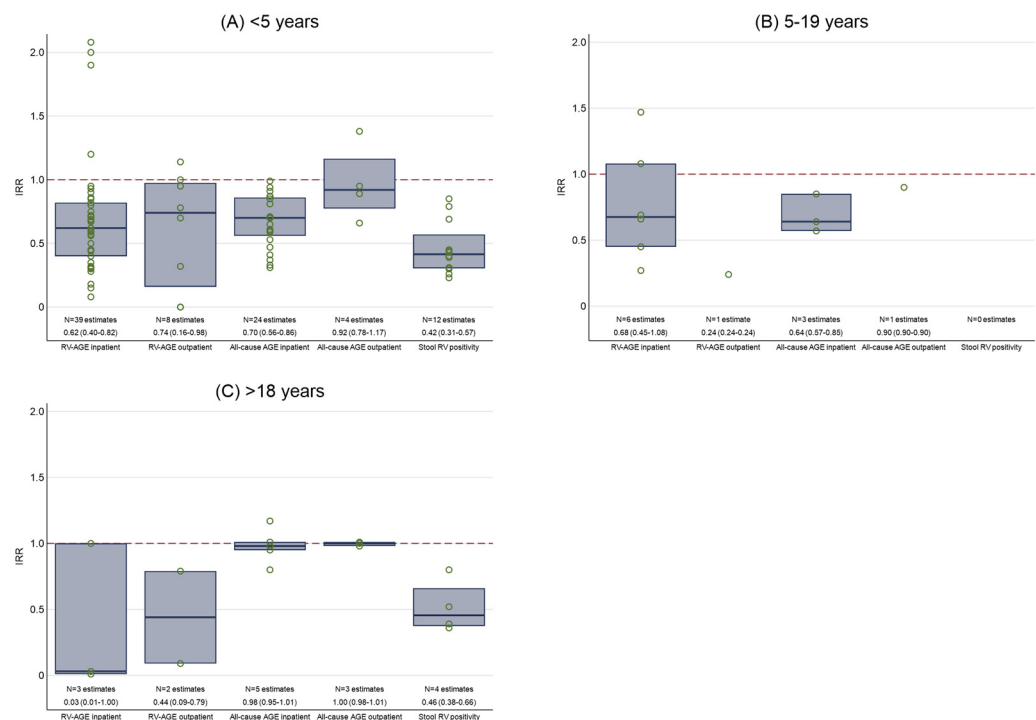 (A) <5 years
2.0
1.5
1.0
0.5
0
IRR
N=39 estimates N=8 estimates N=24 estimates N=4 estimates N=12 estimates
0.62 (0.40-0.82) 0.74 (0.16-0.98) 0.70 (0.56-0.86) 0.92 (0.78-1.17) 0.42 (0.31-0.57)
RV-AGE inpatient RV-AGE outpatient All-cause AGE inpatient All-cause AGE outpatient Stool RV positivity
(B) 5-19 years
2.0
1.5
1.0
0.5
0
IRR
N=6 estimates N=1 estimate N=3 estimates N=1 estimates N=0 estimates
0.68 (0.45-1.08) 0.24 (0.24-0.24) 0.64 (0.57-0.85) 0.90 (0.90-0.90)
RV-AGE inpatient RV-AGE outpatient All-cause AGE inpatient All-cause AGE outpatient Stool RV positivity
(C) >18 years
2.0
1.5
1.0
0.5
0
IRR
N=3 estimates N=2 estimates N=5 estimates N=3 estimates N=4 estimates
0.03 (0.01-1.00) 0.44 (0.09-0.79) 0.98 (0.95-1.01) 1.00 (0.98-1.01) 0.46 (0.38-0.66)
RV-AGE inpatient RV-AGE outpatient All-cause AGE inpatient All-cause AGE outpatient Stool RV positivity